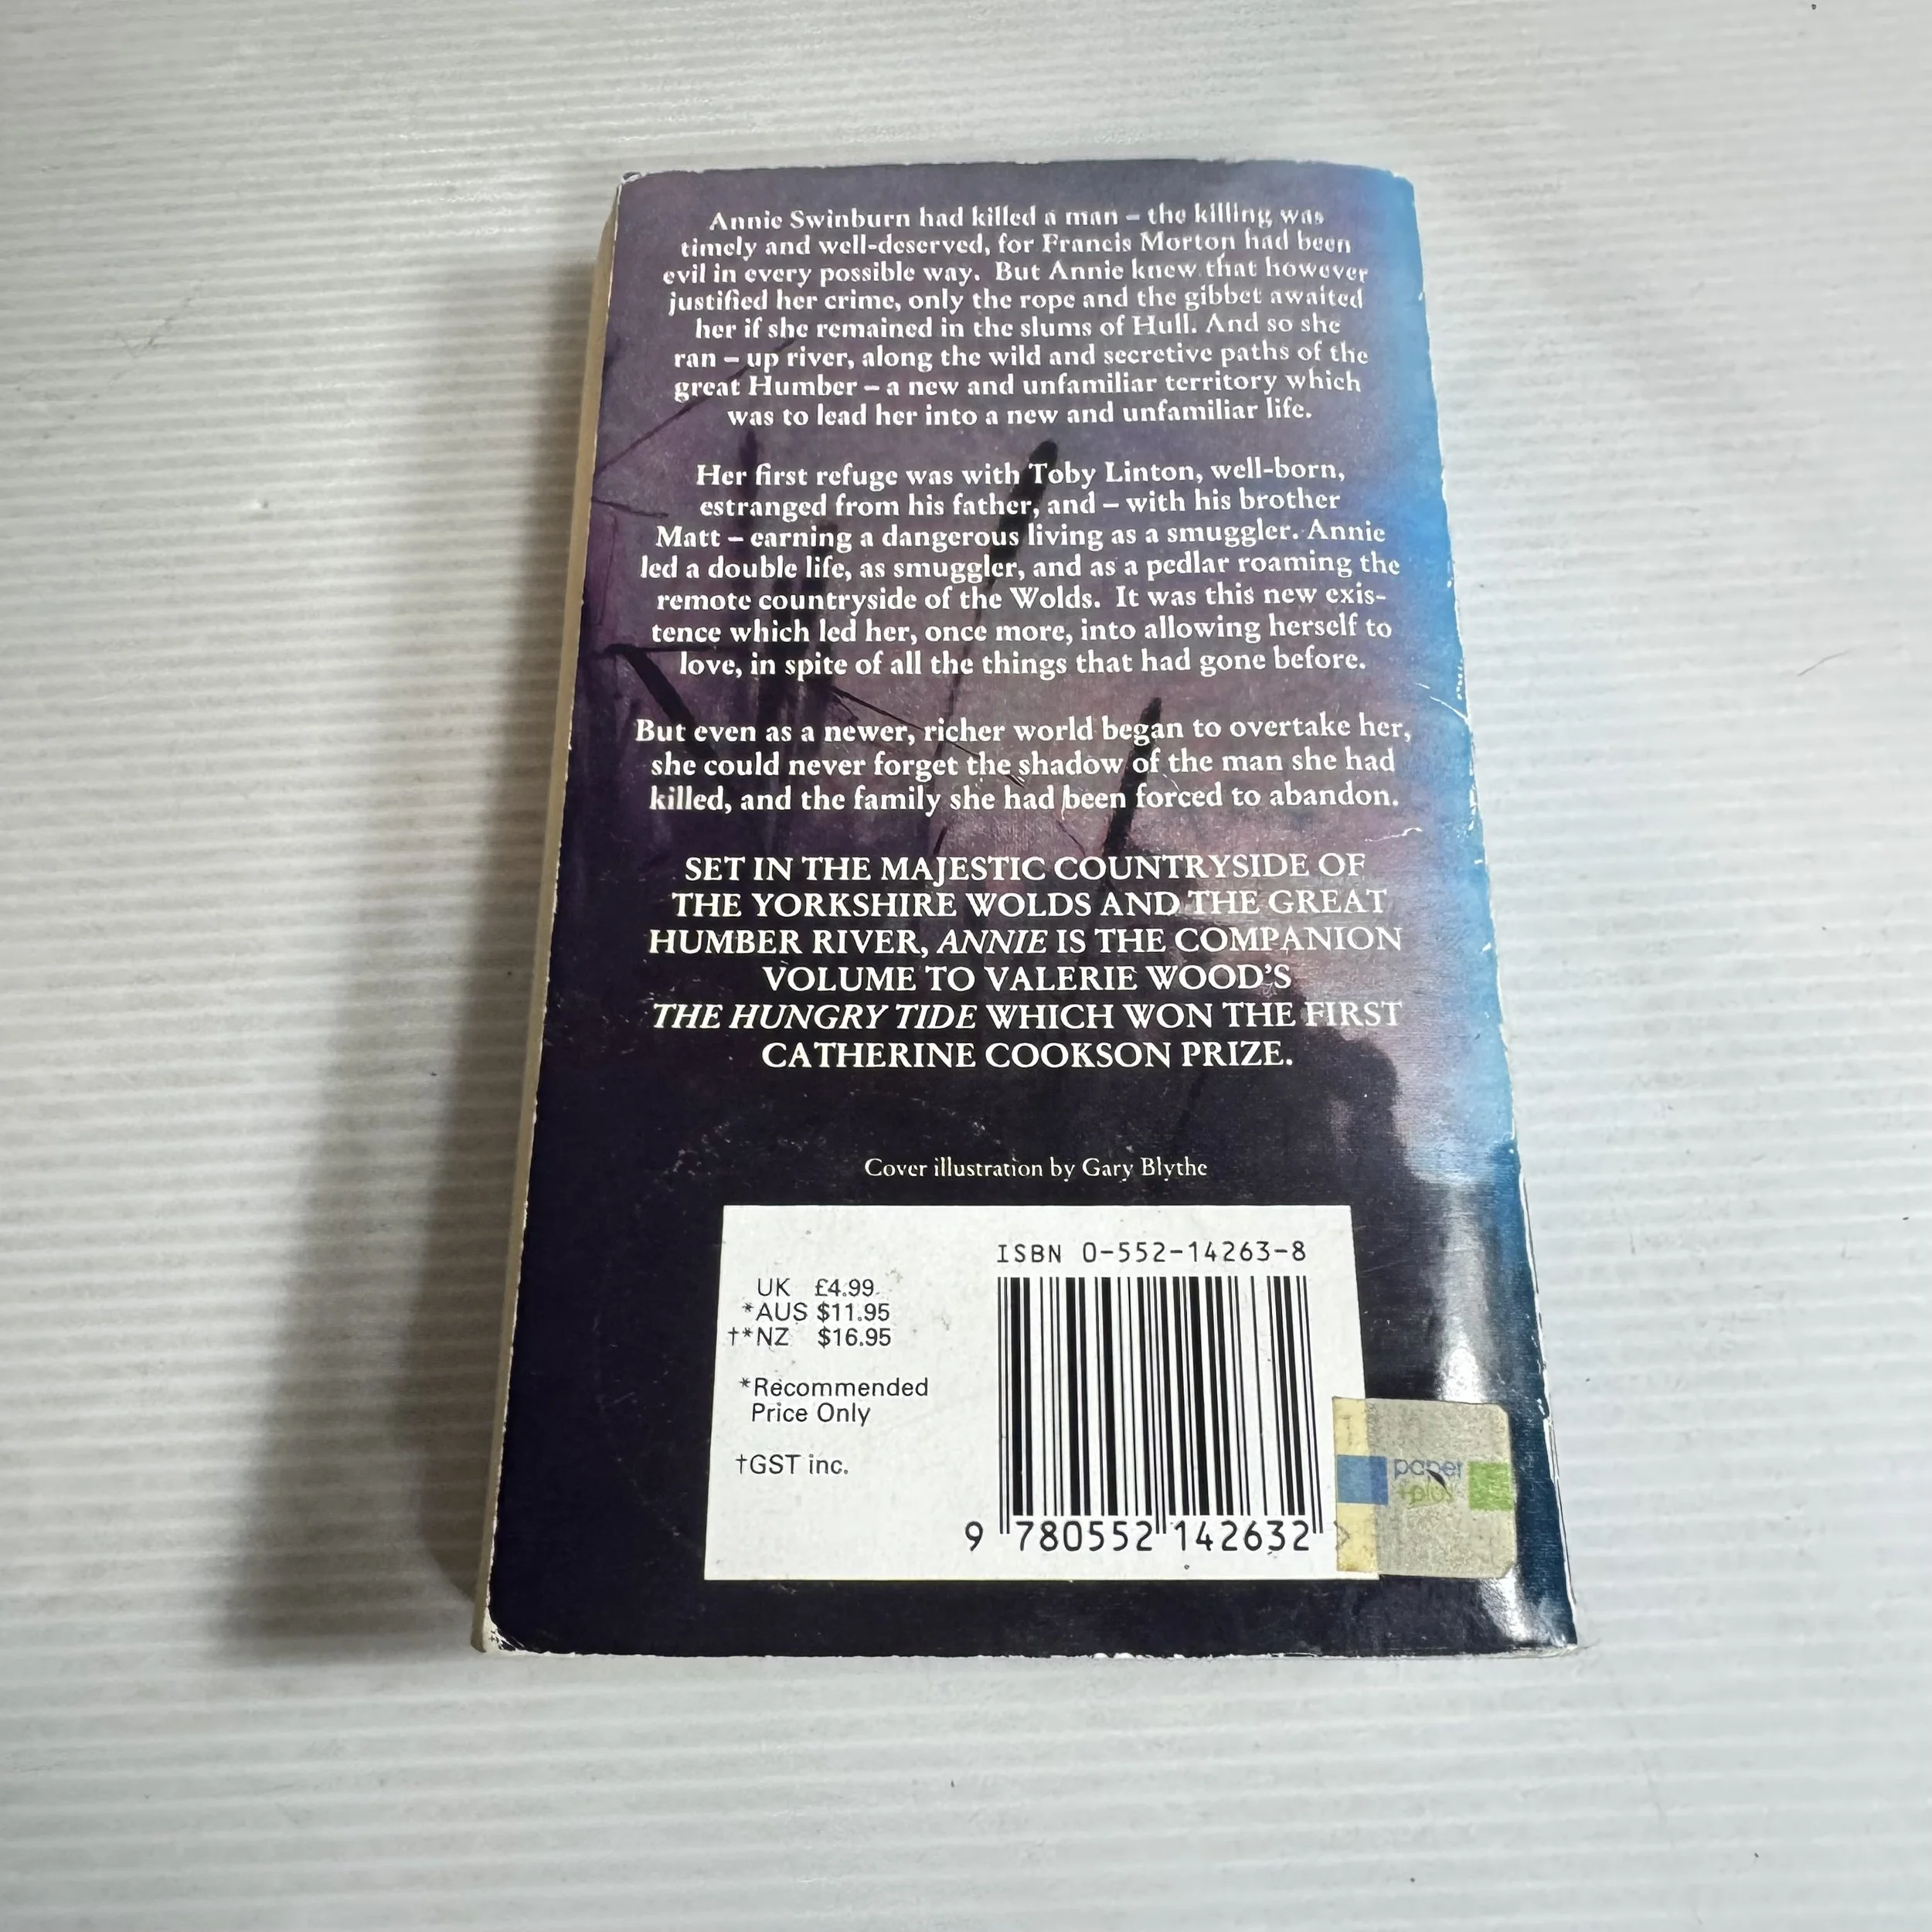 Annie Swinburn had killed a man – the killing was
timely and well-deserved, for Francis Morton had been
evil in every possible way. But Annie knew that however
justified her crime, only the rope and the gibbet awaited
her if she remained in the slums of Hull. And so she
ran – up river, along the wild and secretive paths of the
great Humber – a new and unfamiliar territory which
was to lead her into a new and unfamiliar life.
Her first refuge was with Toby Linton, well-born,
estranged from his father, and – with his brother
Matt – earning a dangerous living as a smuggler. Annie
led a double life, as smuggler, and as a pedlar roaming the
remote countryside of the Wolds. It was this new exis-
tence which led her, once more, into allowing herself to
love, in spite of all the things that had gone before.
But even as a newer, richer world began to overtake her,
she could never forget the shadow of the man she had
killed, and the family she had been forced to abandon.
SET IN THE MAJESTIC COUNTRYSIDE OF
THE YORKSHIRE WOLDS AND THE GREAT
HUMBER RIVER, ANNIE IS THE COMPANION
VOLUME TO VALERIE WOOD'S
THE HUNGRY TIDE WHICH WON THE FIRST
CATHERINE COOKSON PRIZE.
Cover illustration by Gary Blythe
UK £4.99
*AUS $11.95
†*NZ $16.95
*Recommended
Price Only
†GST inc.
ISBN 0-552-14263-8
9 780552 142632 >
paper
plus